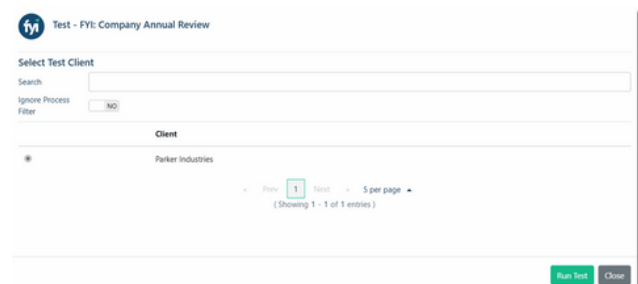 fyi Test - FYI: Company Annual Review
Select Test Client
Search
Ignore Process
Filter
NO
Client
Parker Industries
« Prev 1 Next » 5 per page
( Showing 1 - 1 of 1 entries )
Run Test Close